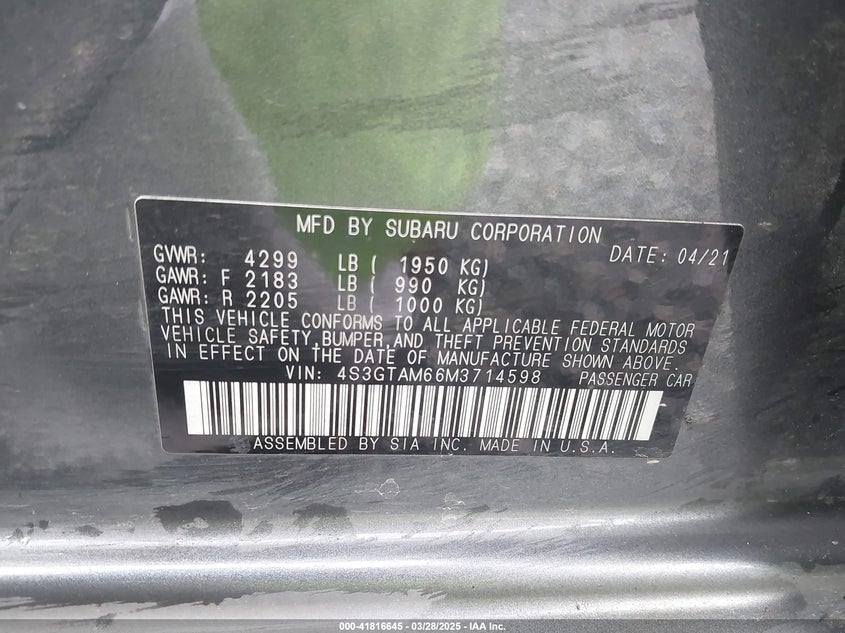 MFD BY SUBARU CORPORATION
GVWR: 4299 LB ( 1950 KG) DATE: 04/21
GAWR: F 2183 LB ( 990 KG)
GAWR: R 2205 LB ( 1000 KG)
THIS VEHICLE CONFORMS TO ALL APPLICABLE FEDERAL MOTOR
VEHICLE SAFETY,BUMPER,AND THEFT PREVENTION STANDARDS
IN EFFECT ON THE DATE OF MANUFACTURE SHOWN ABOVE.
VIN: 4S3GTAM66M3714598 PASSENGER CAR
ASSEMBLED BY SIA INC. MADE IN U.S.A.
000-41816645 / 03/28/2025 - IAA Inc.